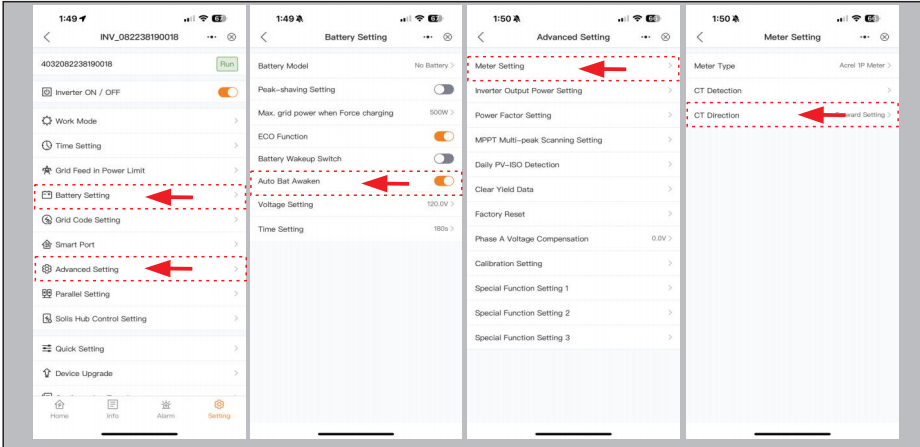 1:49
67
INV_082238190018
4032082238190018
Run
Inverter ON / OFF
Work Mode
Time Setting
Grid Feed in Power Limit
Battery Setting
Grid Code Setting
Smart Port
Advanced Setting
Parallel Setting
Solis Hub Control Setting
Quick Setting
Device Upgrade
Home Info Alarm Setting
1:49
67
Battery Setting
Battery Model No Battery >
Peak-shaving Setting
Max. grid power when Force charging 500W >
ECO Function
Battery Wakeup Switch
Auto Bat Awaken
Voltage Setting 120.0V >
Time Setting 180s >
1:50
66
Advanced Setting
Meter Setting
Inverter Output Power Setting
Power Factor Setting
MPPT Multi-peak Scanning Setting
Daily PV-ISO Detection
Clear Yield Data
Factory Reset
Phase A Voltage Compensation 0.0V >
Calibration Setting
Special Function Setting 1
Special Function Setting 2
Special Function Setting 3
1:50
66
Meter Setting
Meter Type Acrel 1P Meter >
CT Detection
CT Direction Setting >